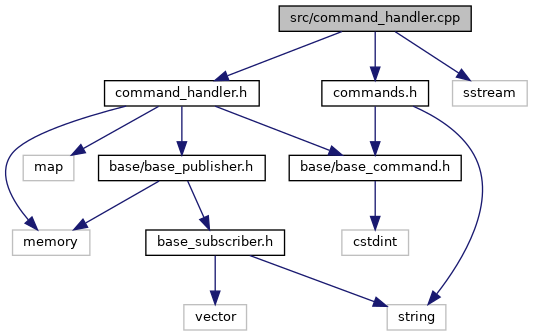 src/command_handler.cpp
command_handler.h
commands.h
sstream
map
base/base_publisher.h
base/base_command.h
memory
base_subscriber.h
cstdint
vector
string